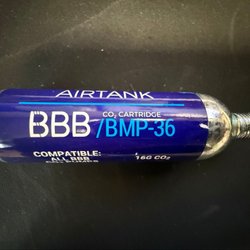 AIRTANK
CO₂ CARTRIDGE
BBB/BMP-36
COMPATIBLE:
ALL BBB
16G CO₂